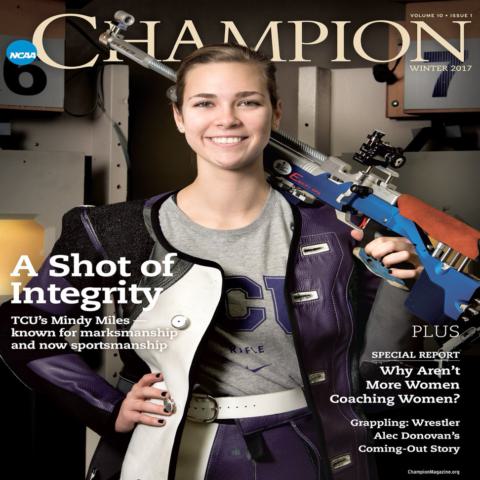 VOLUME 10 • ISSUE 1
NCAA
CHAMPION
WINTER 2017
6
7
A Shot of
Integrity
TCU's Mindy Miles —
known for marksmanship
and now sportsmanship
TCU
RIFLE
PLUS
SPECIAL REPORT
Why Aren't
More Women
Coaching Women?
Grappling: Wrestler
Alec Donovan's
Coming-Out Story
ChampionMagazine.org